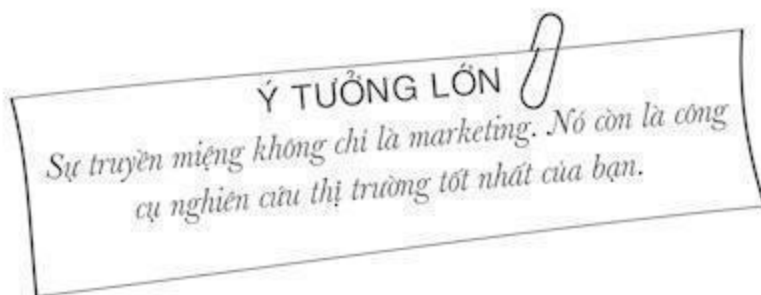 Ý TƯỞNG LỚN
Sự truyền miệng không chỉ là marketing. Nó còn là công
cụ nghiên cứu thị trường tốt nhất của bạn.